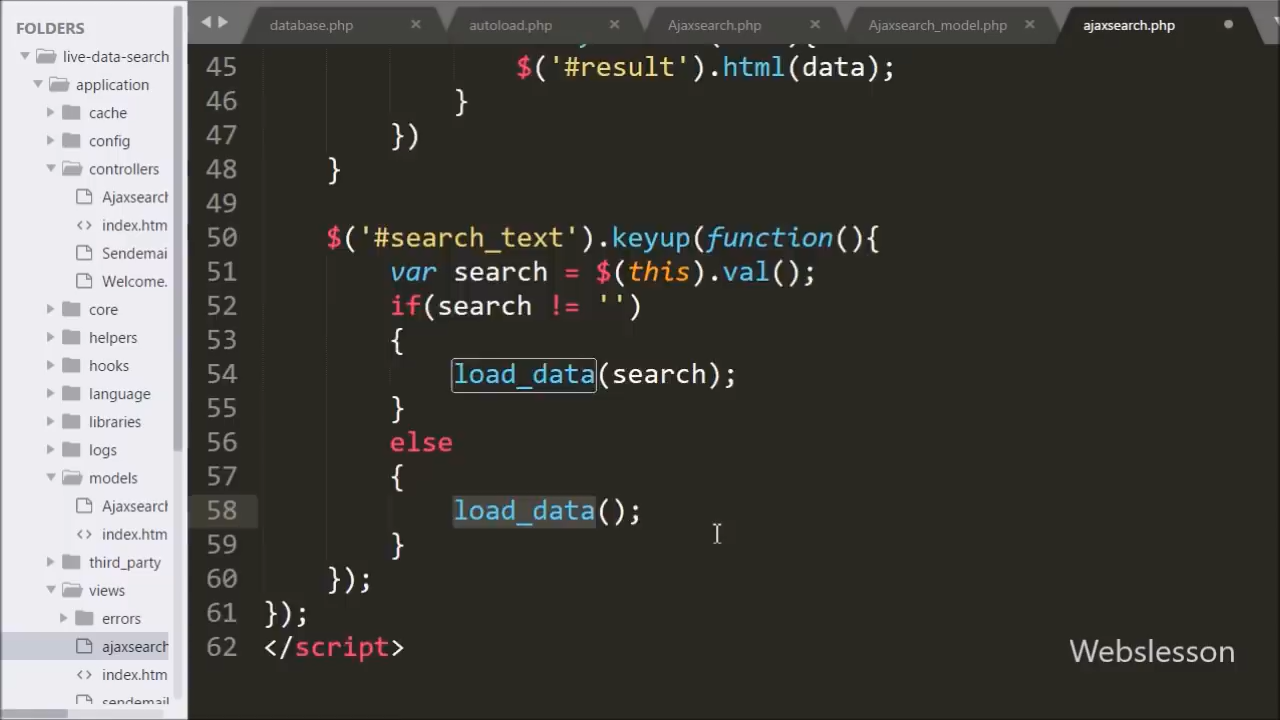 FOLDERS
live-data-search
application
cache
config
controllers
Ajaxsearch
index.htm
Sendemai
Welcome.
core
helpers
hooks
language
libraries
logs
models
Ajaxsearch
index.htm
third_party
views
errors
ajaxsearch
index.htm
sendemail
database.php
autoload.php
Ajaxsearch.php
Ajaxsearch_model.php
ajaxsearch.php
45 $('#result').html(data);
46 }
47 })
48 }
49
50 $('#search_text').keyup(function(){
51 var search = $(this).val();
52 if(search != '')
53 {
54 load_data(search);
55 }
56 else
57 {
58 load_data();
59 }
60 });
61 });
62 </script>
Webslesson